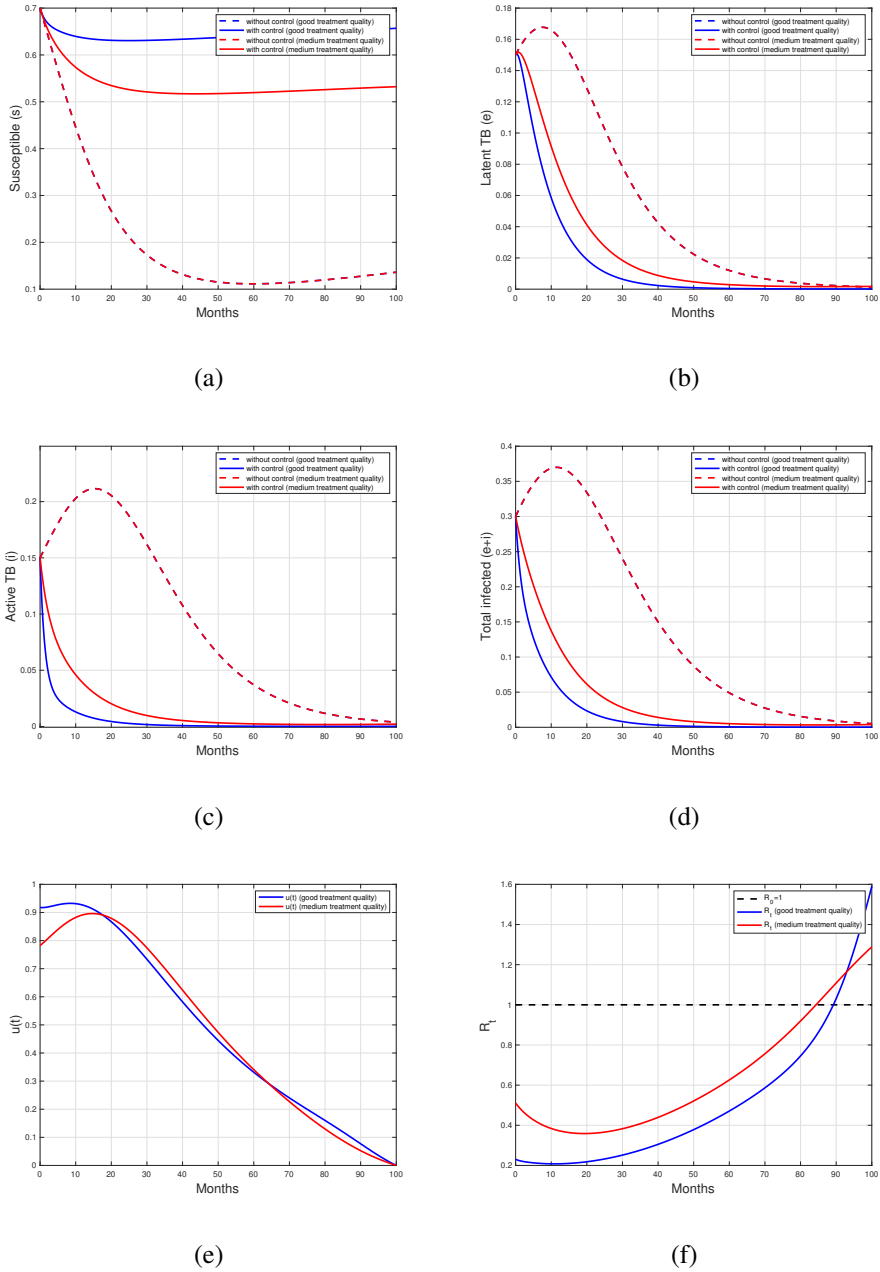 0.7
0.6
0.5
0.4
0.3
0.2
0.1
Susceptible (s)
without control (good treatment quality)
with control (good treatment quality)
without control (medium treatment quality)
with control (medium treatment quality)
0 10 20 30 40 50 60 70 80 90 100
Months
(a)
0.18
0.16
0.14
0.12
0.1
0.08
0.06
0.04
0.02
0
Latent TB (e)
without control (good treatment quality)
with control (good treatment quality)
without control (medium treatment quality)
with control (medium treatment quality)
0 10 20 30 40 50 60 70 80 90 100
Months
(b)
0.2
0.15
0.1
0.05
0
Active TB (i)
without control (good treatment quality)
with control (good treatment quality)
without control (medium treatment quality)
with control (medium treatment quality)
0 10 20 30 40 50 60 70 80 90 100
Months
(c)
0.4
0.35
0.3
0.25
0.2
0.15
0.1
0.05
0
Total infected (e+i)
without control (good treatment quality)
with control (good treatment quality)
without control (medium treatment quality)
with control (medium treatment quality)
0 10 20 30 40 50 60 70 80 90 100
Months
(d)
1
0.9
0.8
0.7
0.6
0.5
0.4
0.3
0.2
0.1
0
u(t)
u(t) (good treatment quality)
u(t) (medium treatment quality)
0 10 20 30 40 50 60 70 80 90 100
Months
(e)
1.6
1.4
1.2
1
0.8
0.6
0.4
0.2
R_t
R_0=1
R_t (good treatment quality)
R_t (medium treatment quality)
0 10 20 30 40 50 60 70 80 90 100
Months
(f)